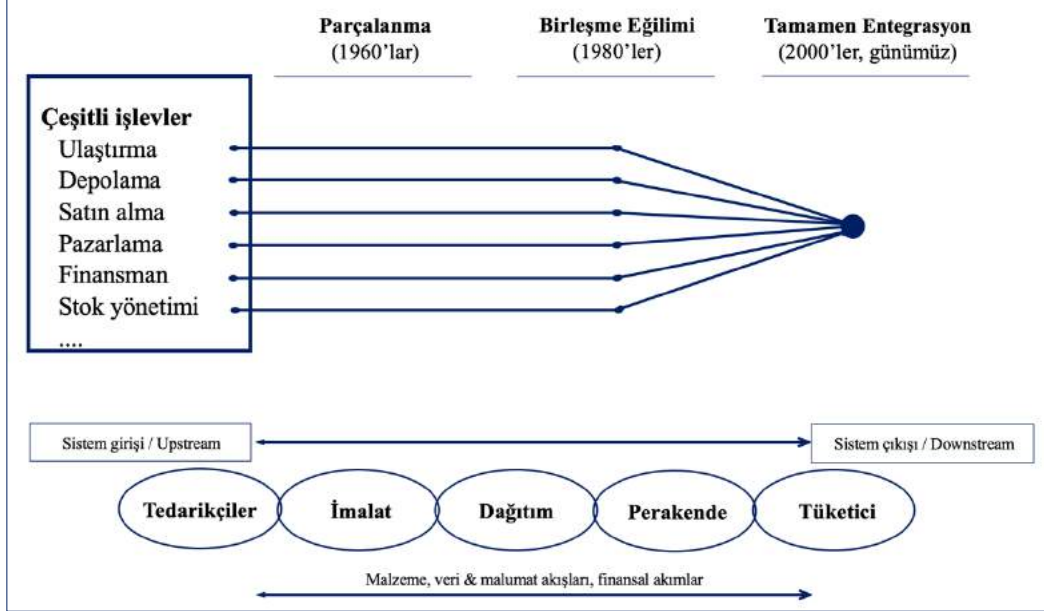 Parçalanma
(1960'lar)
Birleşme Eğilimi
(1980'ler)
Tamamen Entegrasyon
(2000'ler, günümüz)
Çeşitli işlevler
Ulaştırma
Depolama
Satın alma
Pazarlama
Finansman
Stok yönetimi
....
Sistem girişi / Upstream
Sistem çıkışı / Downstream
Tedarikçiler
İmalat
Dağıtım
Perakende
Tüketici
Malzeme, veri & malumat akışları, finansal akımlar